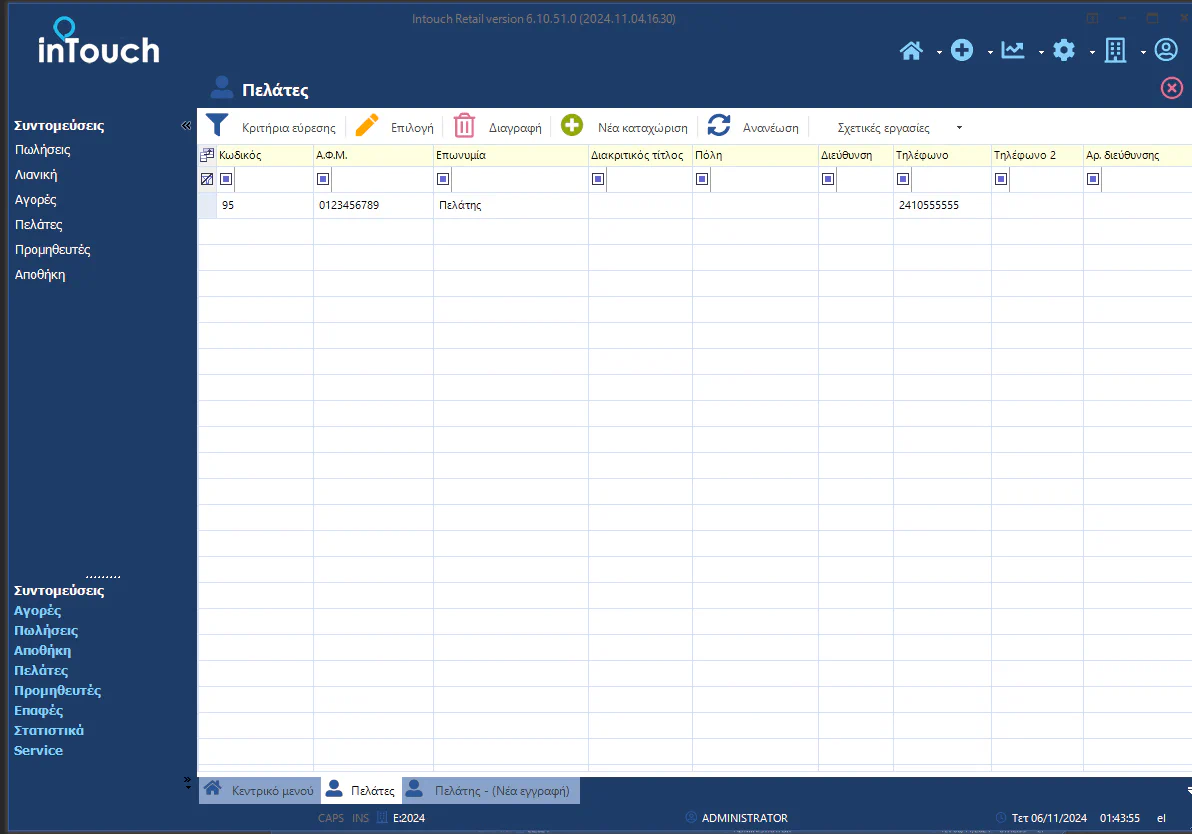 Intouch Retail version 6.10.51.0 (2024.11.04.1630)
inTouch
Πελάτες
Συντομεύσεις
Πωλήσεις
Λιανική
Αγορές
Πελάτες
Προμηθευτές
Αποθήκη
Κριτήρια εύρεσης Επιλογή Διαγραφή Νέα καταχώριση Ανανέωση Σχετικές εργασίες
Κωδικός Α.Φ.Μ. Επωνυμία Διακριτικός τίτλος Πόλη Διεύθυνση Τηλέφωνο Τηλέφωνο 2 Αρ. διεύθυνσης
95 0123456789 Πελάτης 2410555555
Συντομεύσεις
Αγορές
Πωλήσεις
Αποθήκη
Πελάτες
Προμηθευτές
Επαφές
Στατιστικά
Service
Κεντρικό μενού Πελάτες Πελάτης - (Νέα εγγραφή)
CAPS INS E:2024 ADMINISTRATOR Τετ 06/11/2024 01:43:55 el